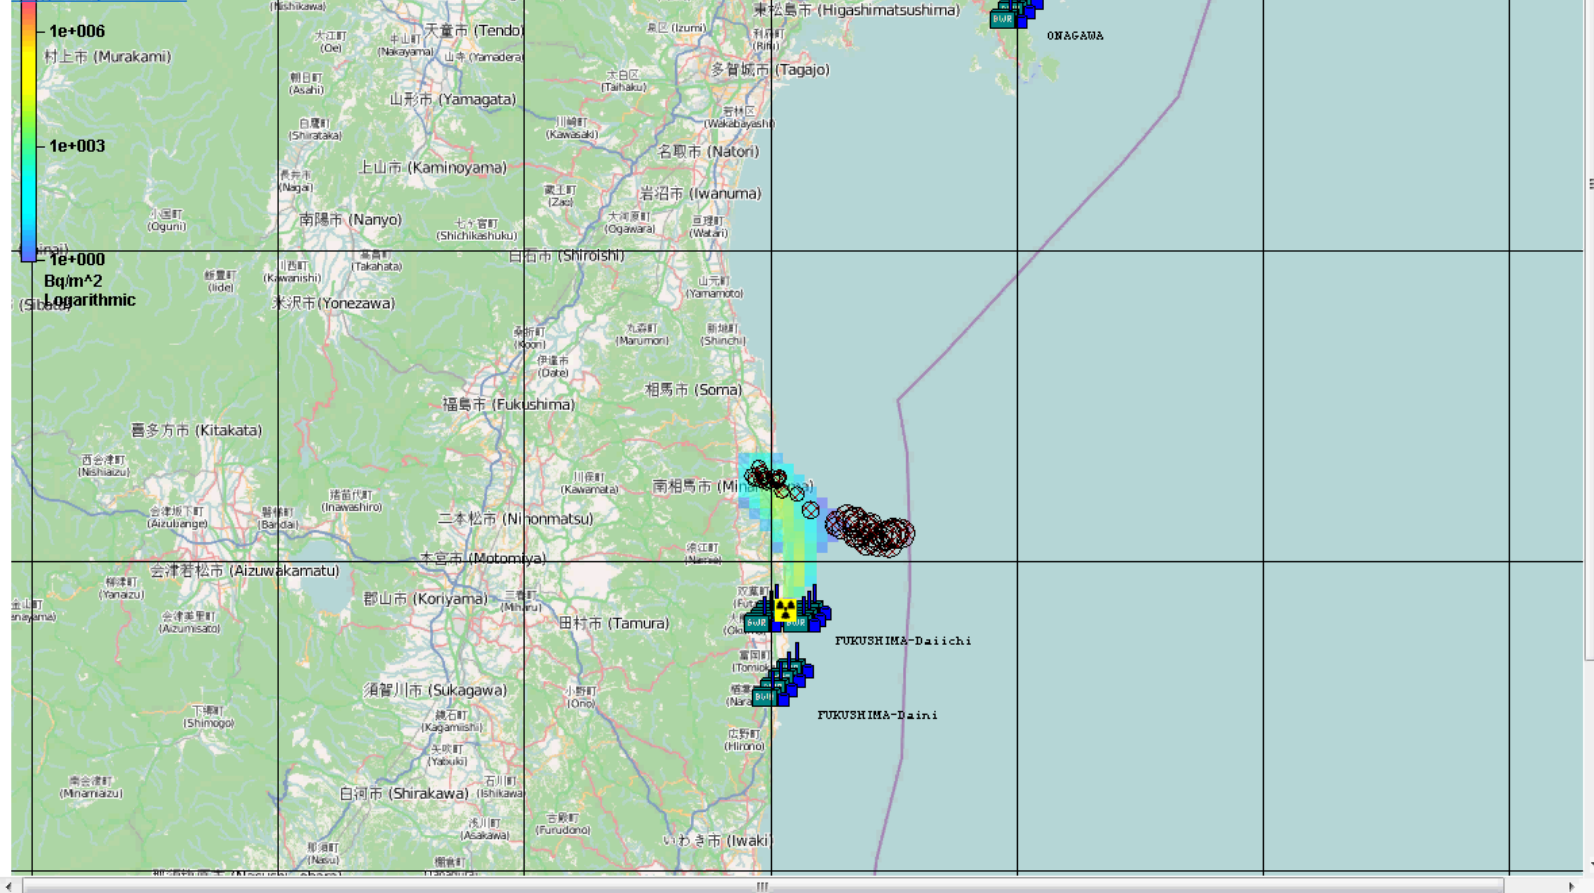 (Nishikawa)
東松島市 (Higashimatsushima)
BWR
ONAGAWA
1e+006
大江町
(Oe)
中山町
(Nakayama)
天童市 (Tendo)
山寺 (Yamadera)
泉区 (Izumi)
利府町
(Rifu)
村上市 (Murakami)
朝日町
(Asahi)
太白区
(Taihaku)
多賀城市 (Tagajo)
山形市 (Yamagata)
若林区
(Wakabayashi)
白鷹町
(Shirataka)
川崎町
(Kawasaki)
1e+003
名取市 (Natori)
上山市 (Kaminoyama)
長井市
(Nagai)
蔵王町
(Zao)
岩沼市 (Iwanuma)
小国町
(Oguni)
南陽市 (Nanyo)
七ヶ宿町
(Shichikashuku)
大河原町
(Ogawara)
亘理町
(Watari)
1e+000
Bq/m^2
Logarithmic
飯豊町
(Iide)
川西町
(Kawanishi)
高畠町
(Takahata)
白石市 (Shiroishi)
山元町
(Yamamoto)
米沢市 (Yonezawa)
桑折町
(Koori)
丸森町
(Marumori)
新地町
(Shinchi)
伊達市
(Date)
相馬市 (Soma)
福島市 (Fukushima)
喜多方市 (Kitakata)
西会津町
(Nishiaizu)
川俣町
(Kawamata)
南相馬市
猪苗代町
(Inawashiro)
会津坂下町
(Aizubange)
磐梯町
(Bandai)
二本松市 (Nihonmatsu)
浪江町
本宮市 (Motomiya)
会津若松市 (Aizuwakamatu)
柳津町
(Yanaizu)
郡山市 (Koriyama)
三春町
(Miharu)
双葉町
会津美里町
(Aizumisato)
田村市 (Tamura)
BWR
BWR
FUKUSHIMA-Daiichi
富岡町
須賀川市 (Sukagawa)
小野町
(Ono)
BWR
FUKUSHIMA-Daini
下郷町
(Shimogo)
鏡石町
(Kagamiishi)
広野町
(Hirono)
矢吹町
(Yabuki)
南会津町
(Minamiaizu)
石川町
(Ishikawa)
白河市 (Shirakawa)
浅川町
(Asakawa)
古殿町
(Furudono)
いわき市 (Iwaki)
那須町
(Nasu)
棚倉町